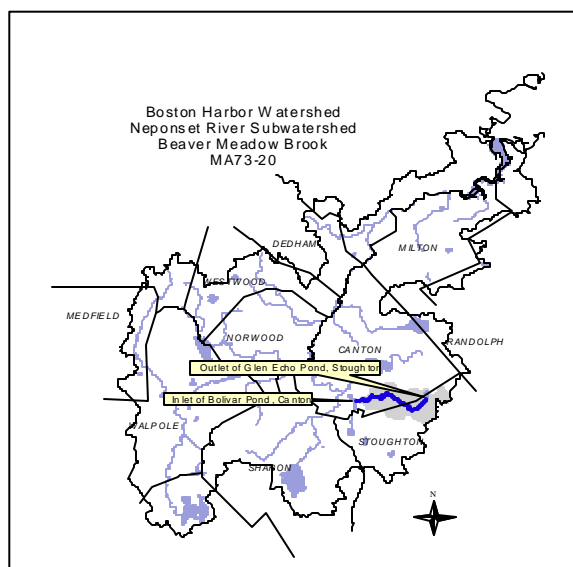 Boston Harbor Watershed
Neponset River Subwatershed
Beaver Meadow Brook
MA73-20
DEDHAM
MILTON
WESTWOOD
MEDFIELD
NORWOOD
CANTON
RANDOLPH
Outlet of Glen Echo Pond, Stoughton
Inlet of Bolivar Pond, Canton
WALPOLE
STOUGHTON
SHARON
N